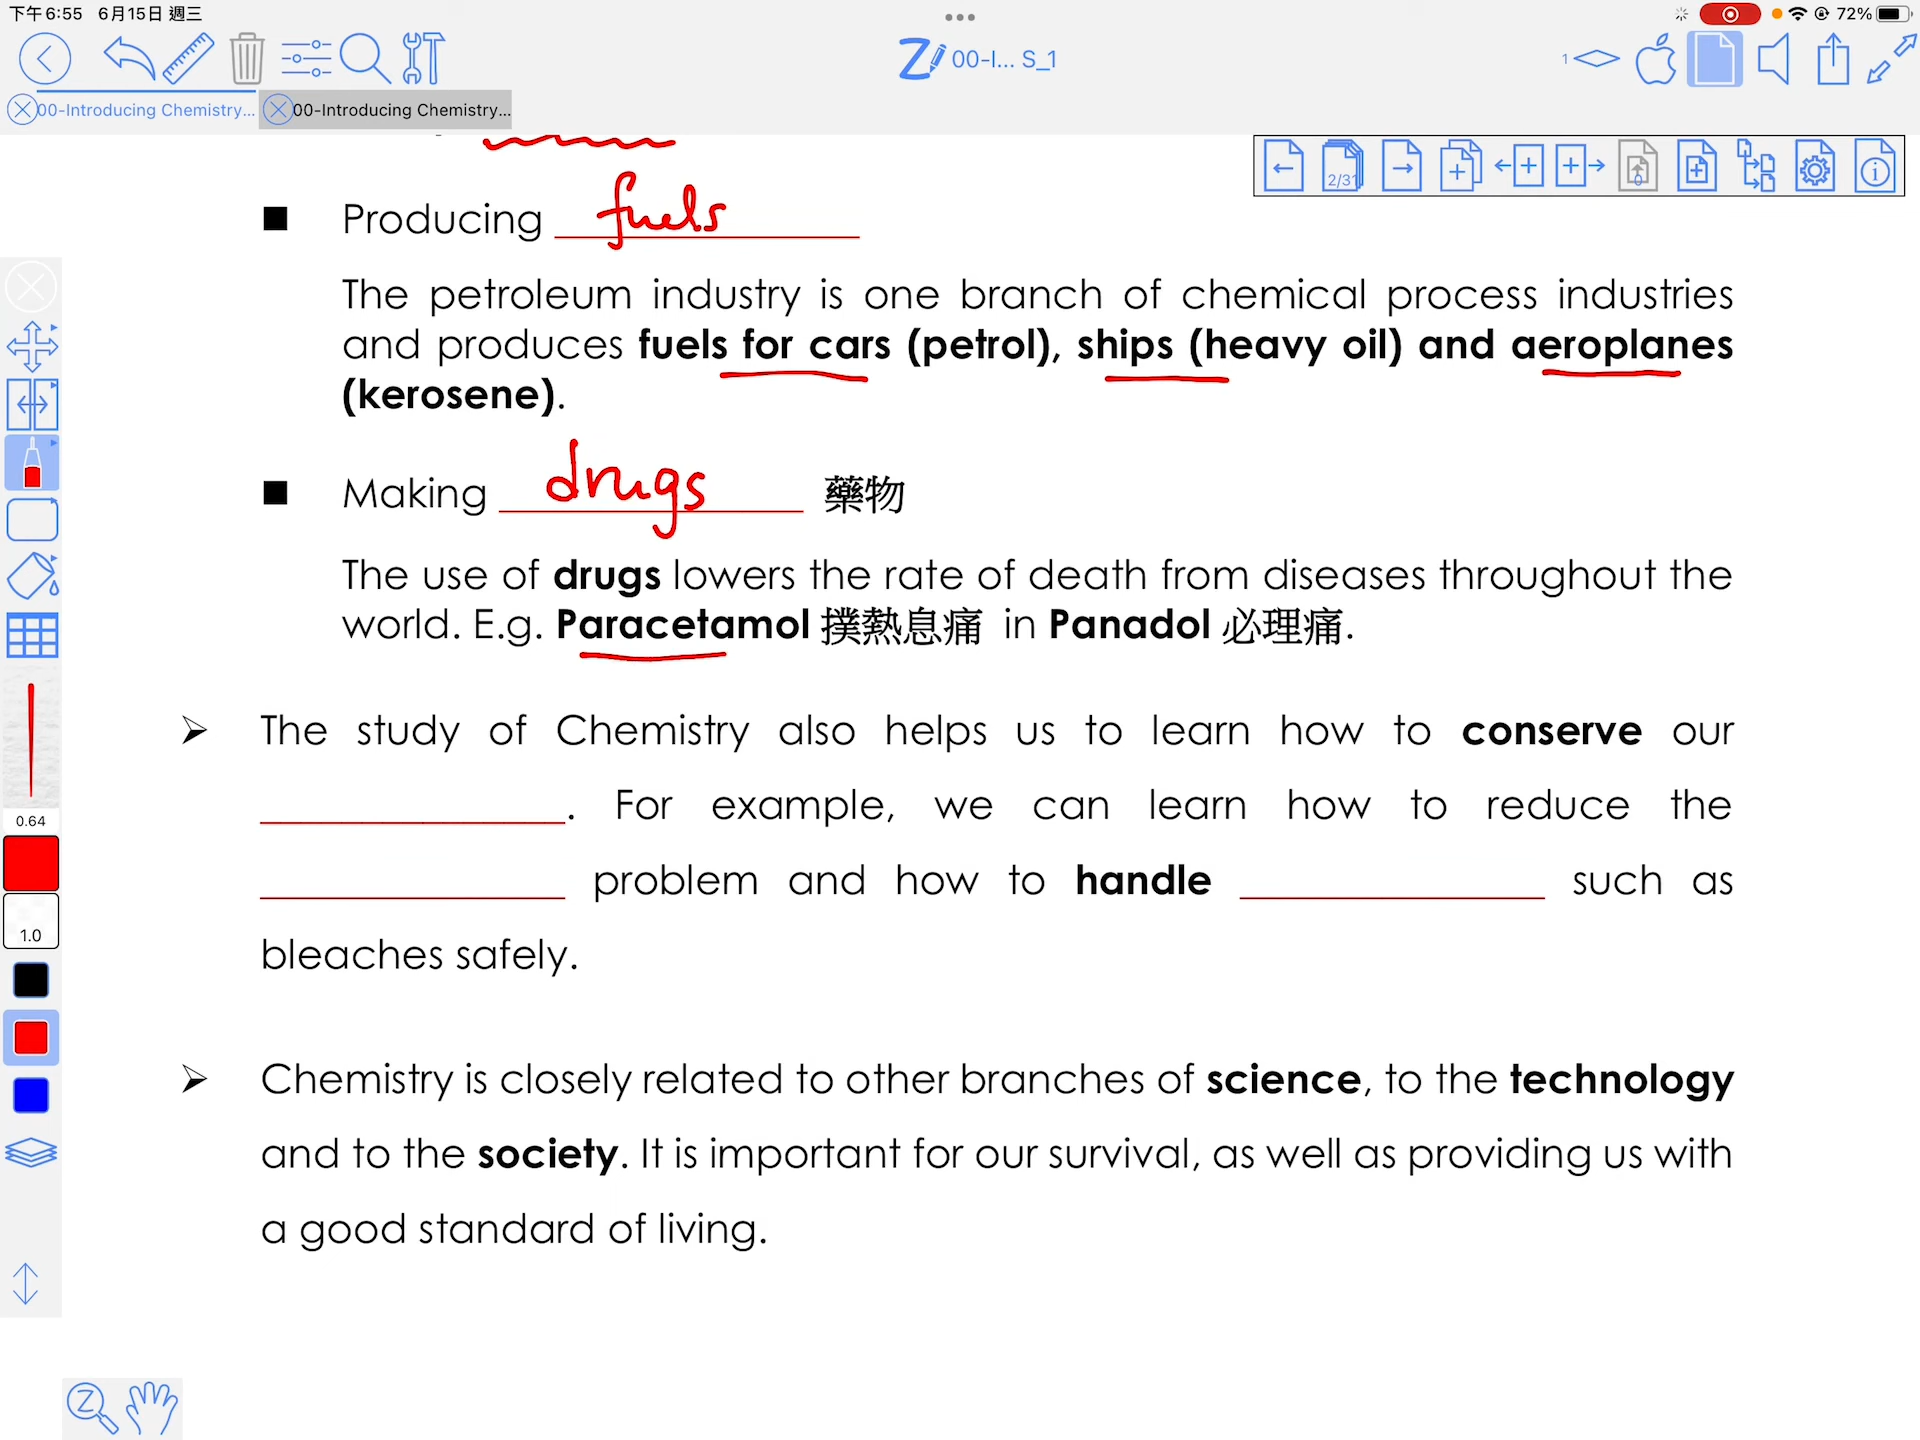 下午6:55 6月15日 週三
72%
00-I... S_1
1
00-Introducing Chemistry...
00-Introducing Chemistry...
2/31
0
■ Producing fuels
The petroleum industry is one branch of chemical process industries
and produces fuels for cars (petrol), ships (heavy oil) and aeroplanes
(kerosene).
■ Making drugs 藥物
The use of drugs lowers the rate of death from diseases throughout the
world. E.g. Paracetamol 撲熱息痛 in Panadol 必理痛.
➢ The study of Chemistry also helps us to learn how to conserve our
_______________. For example, we can learn how to reduce the
_______________ problem and how to handle _______________ such as
bleaches safely.
➢ Chemistry is closely related to other branches of science, to the technology
and to the society. It is important for our survival, as well as providing us with
a good standard of living.
0.64
1.0